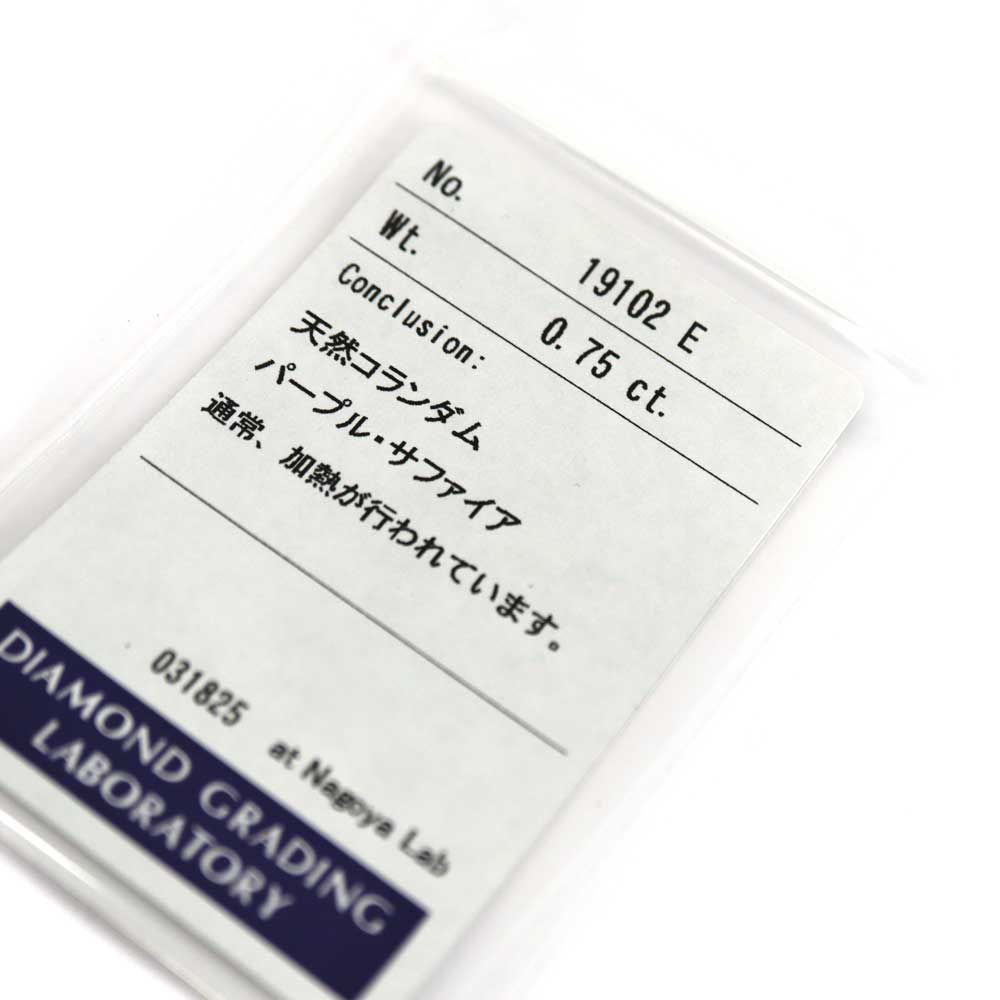 No. 19102 E
Wt. 0.75 ct.
Conclusion:
天然コランダム
パープル・サファイア
通常、加熱が行われています。
031825 at Nagoya Lab
DIAMOND GRADING
LABORATORY